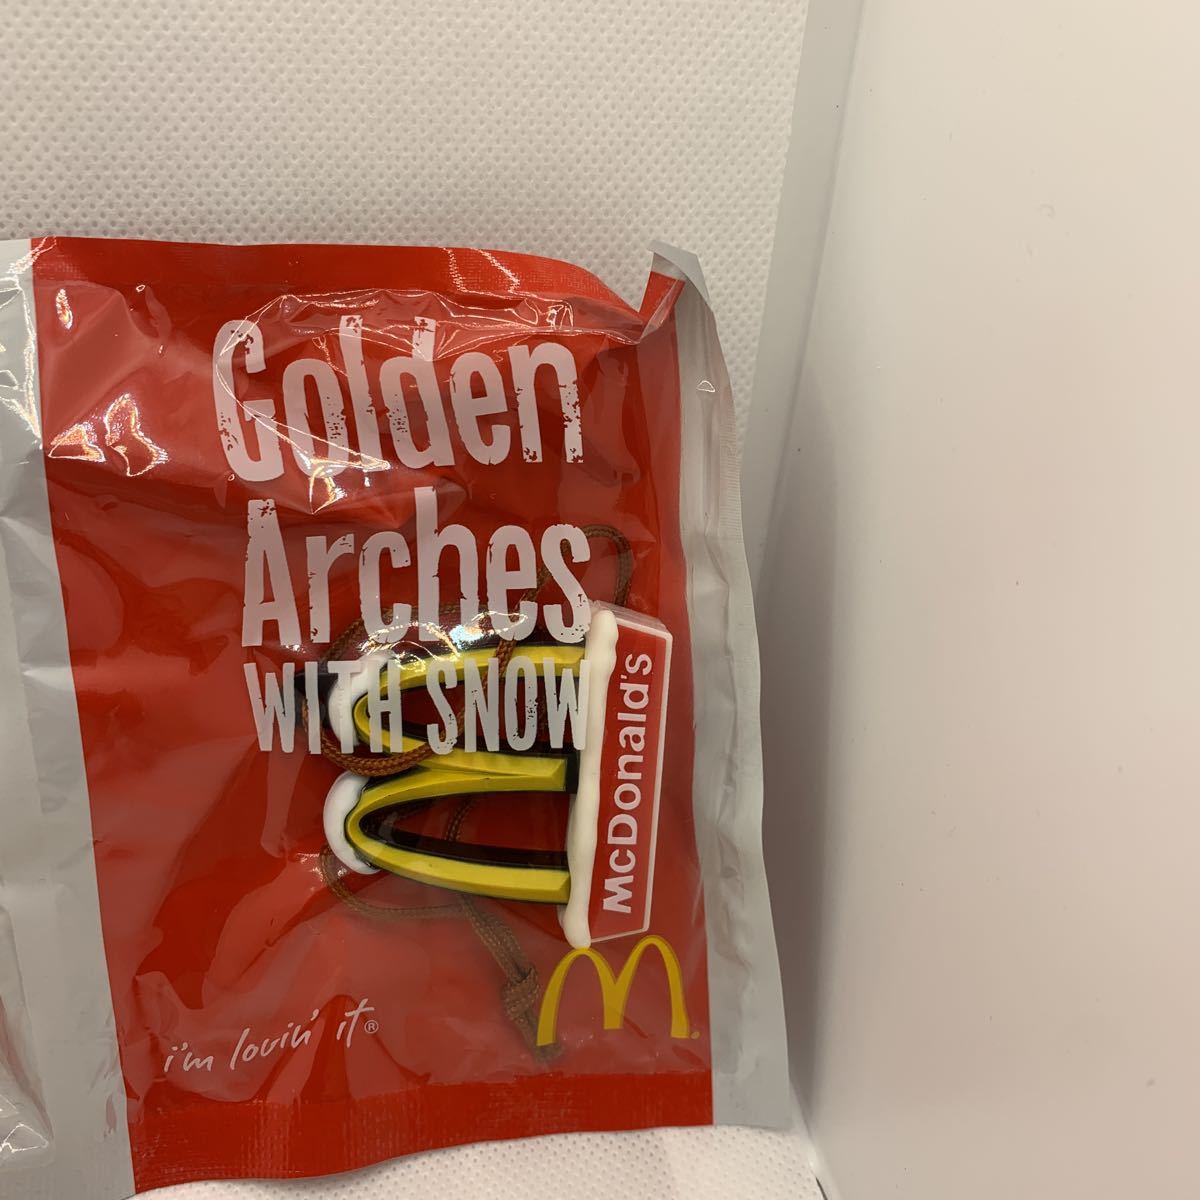 Golden
Arches
WITH SNOW
McDonald's
i'm lovin' it®